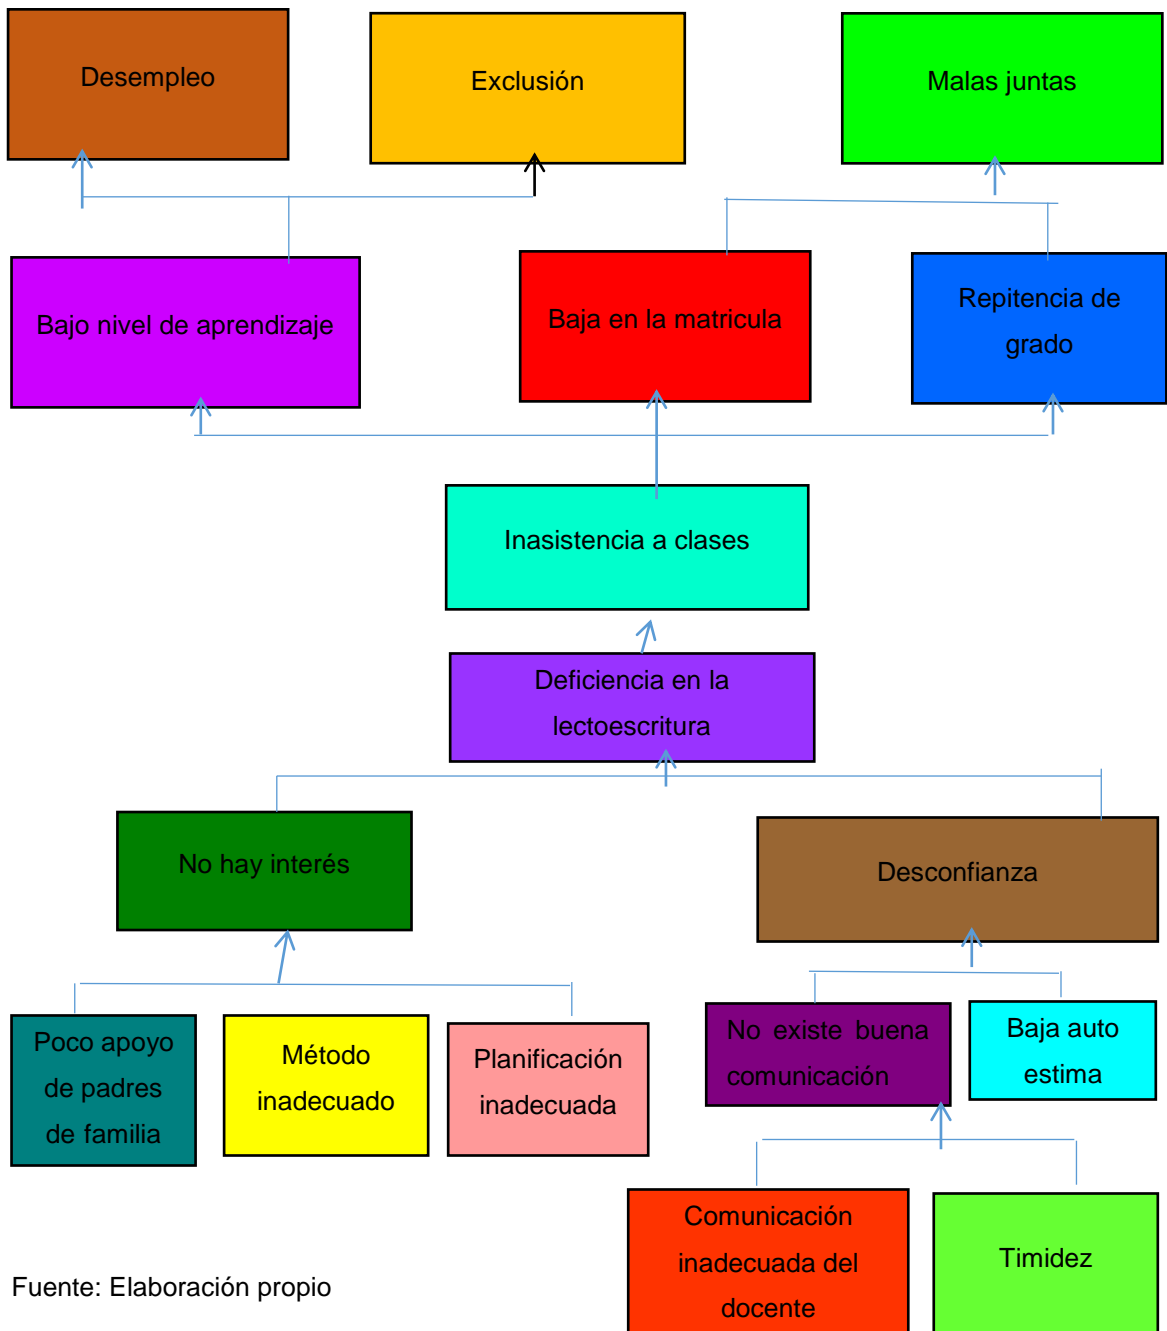 Desempleo
Exclusión
Malas juntas
Bajo nivel de aprendizaje
Baja en la matricula
Repitencia de
grado
Inasistencia a clases
Deficiencia en la
lectoescritura
No hay interés
Desconfianza
Poco apoyo
de padres
de familia
Método
inadecuado
Planificación
inadecuada
No existe buena
comunicación
Baja auto
estima
Comunicación
inadecuada del
docente
Timidez
Fuente: Elaboración propio